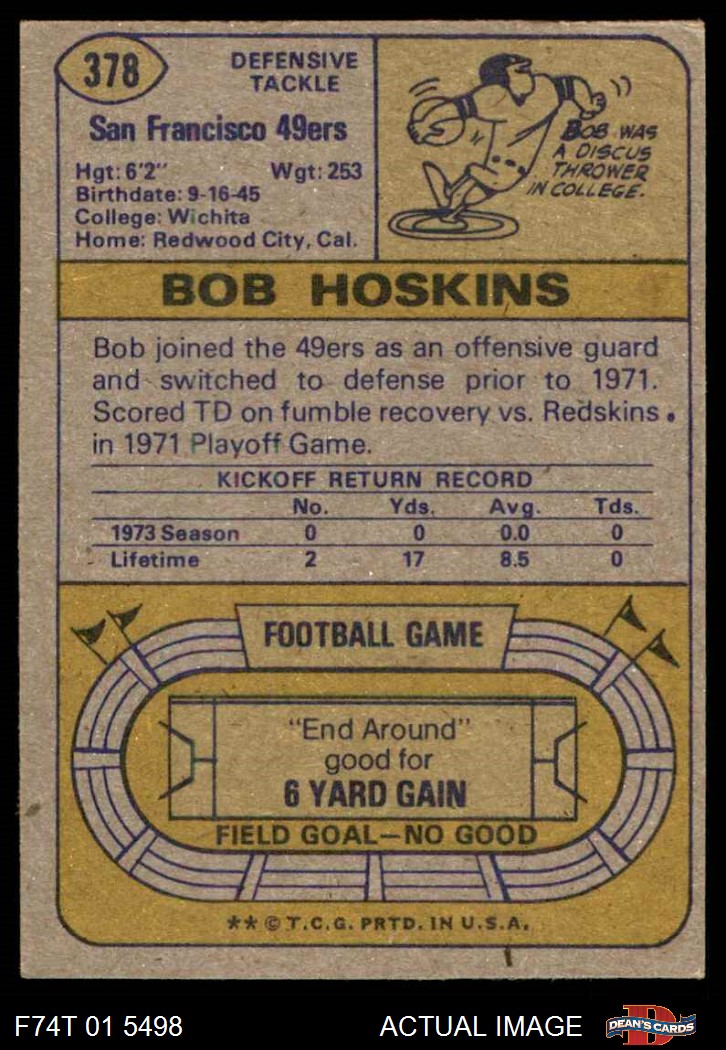 378
DEFENSIVE
TACKLE
San Francisco 49ers
Hgt: 6'2" Wgt: 253
Birthdate: 9-16-45
College: Wichita
Home: Redwood City, Cal.
BOB WAS
A DISCUS
THROWER
IN COLLEGE.
BOB HOSKINS
Bob joined the 49ers as an offensive guard
and switched to defense prior to 1971.
Scored TD on fumble recovery vs. Redskins
in 1971 Playoff Game.
KICKOFF RETURN RECORD
No. Yds. Avg. Tds.
1973 Season 0 0 0.0 0
Lifetime 2 17 8.5 0
FOOTBALL GAME
"End Around"
good for
6 YARD GAIN
FIELD GOAL—NO GOOD
** © T.C.G. PRTD. IN U.S.A.
F74T 01 5498 ACTUAL IMAGE
D
DEAN'S CARDS